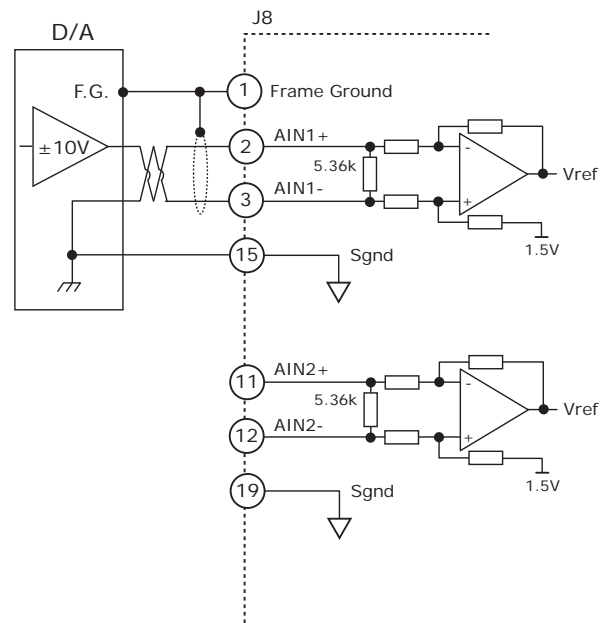 J8
D/A
F.G.
1 Frame Ground
±10V
2 AIN1+
5.36k
-
+
Vref
3 AIN1-
1.5V
15 Sgnd
11 AIN2+
5.36k
-
+
Vref
12 AIN2-
1.5V
19 Sgnd